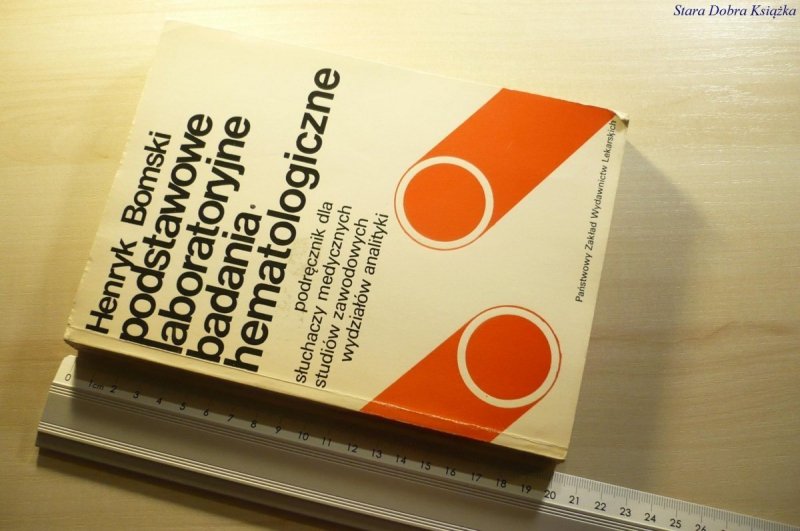 Stara Dobra Książka
Henryk Bomski
podstawowe
laboratoryjne
badania
hematologiczne
podręcznik dla
słuchaczy medycznych
studiów zawodowych
wydziałów analityki
Państwowy Zakład Wydawnictw Lekarskich
0 1cm 2 3 4 5 6 7 8 9 10 11 12 13 14 15 16 17 18 19 20 21 22 23 24 25 26